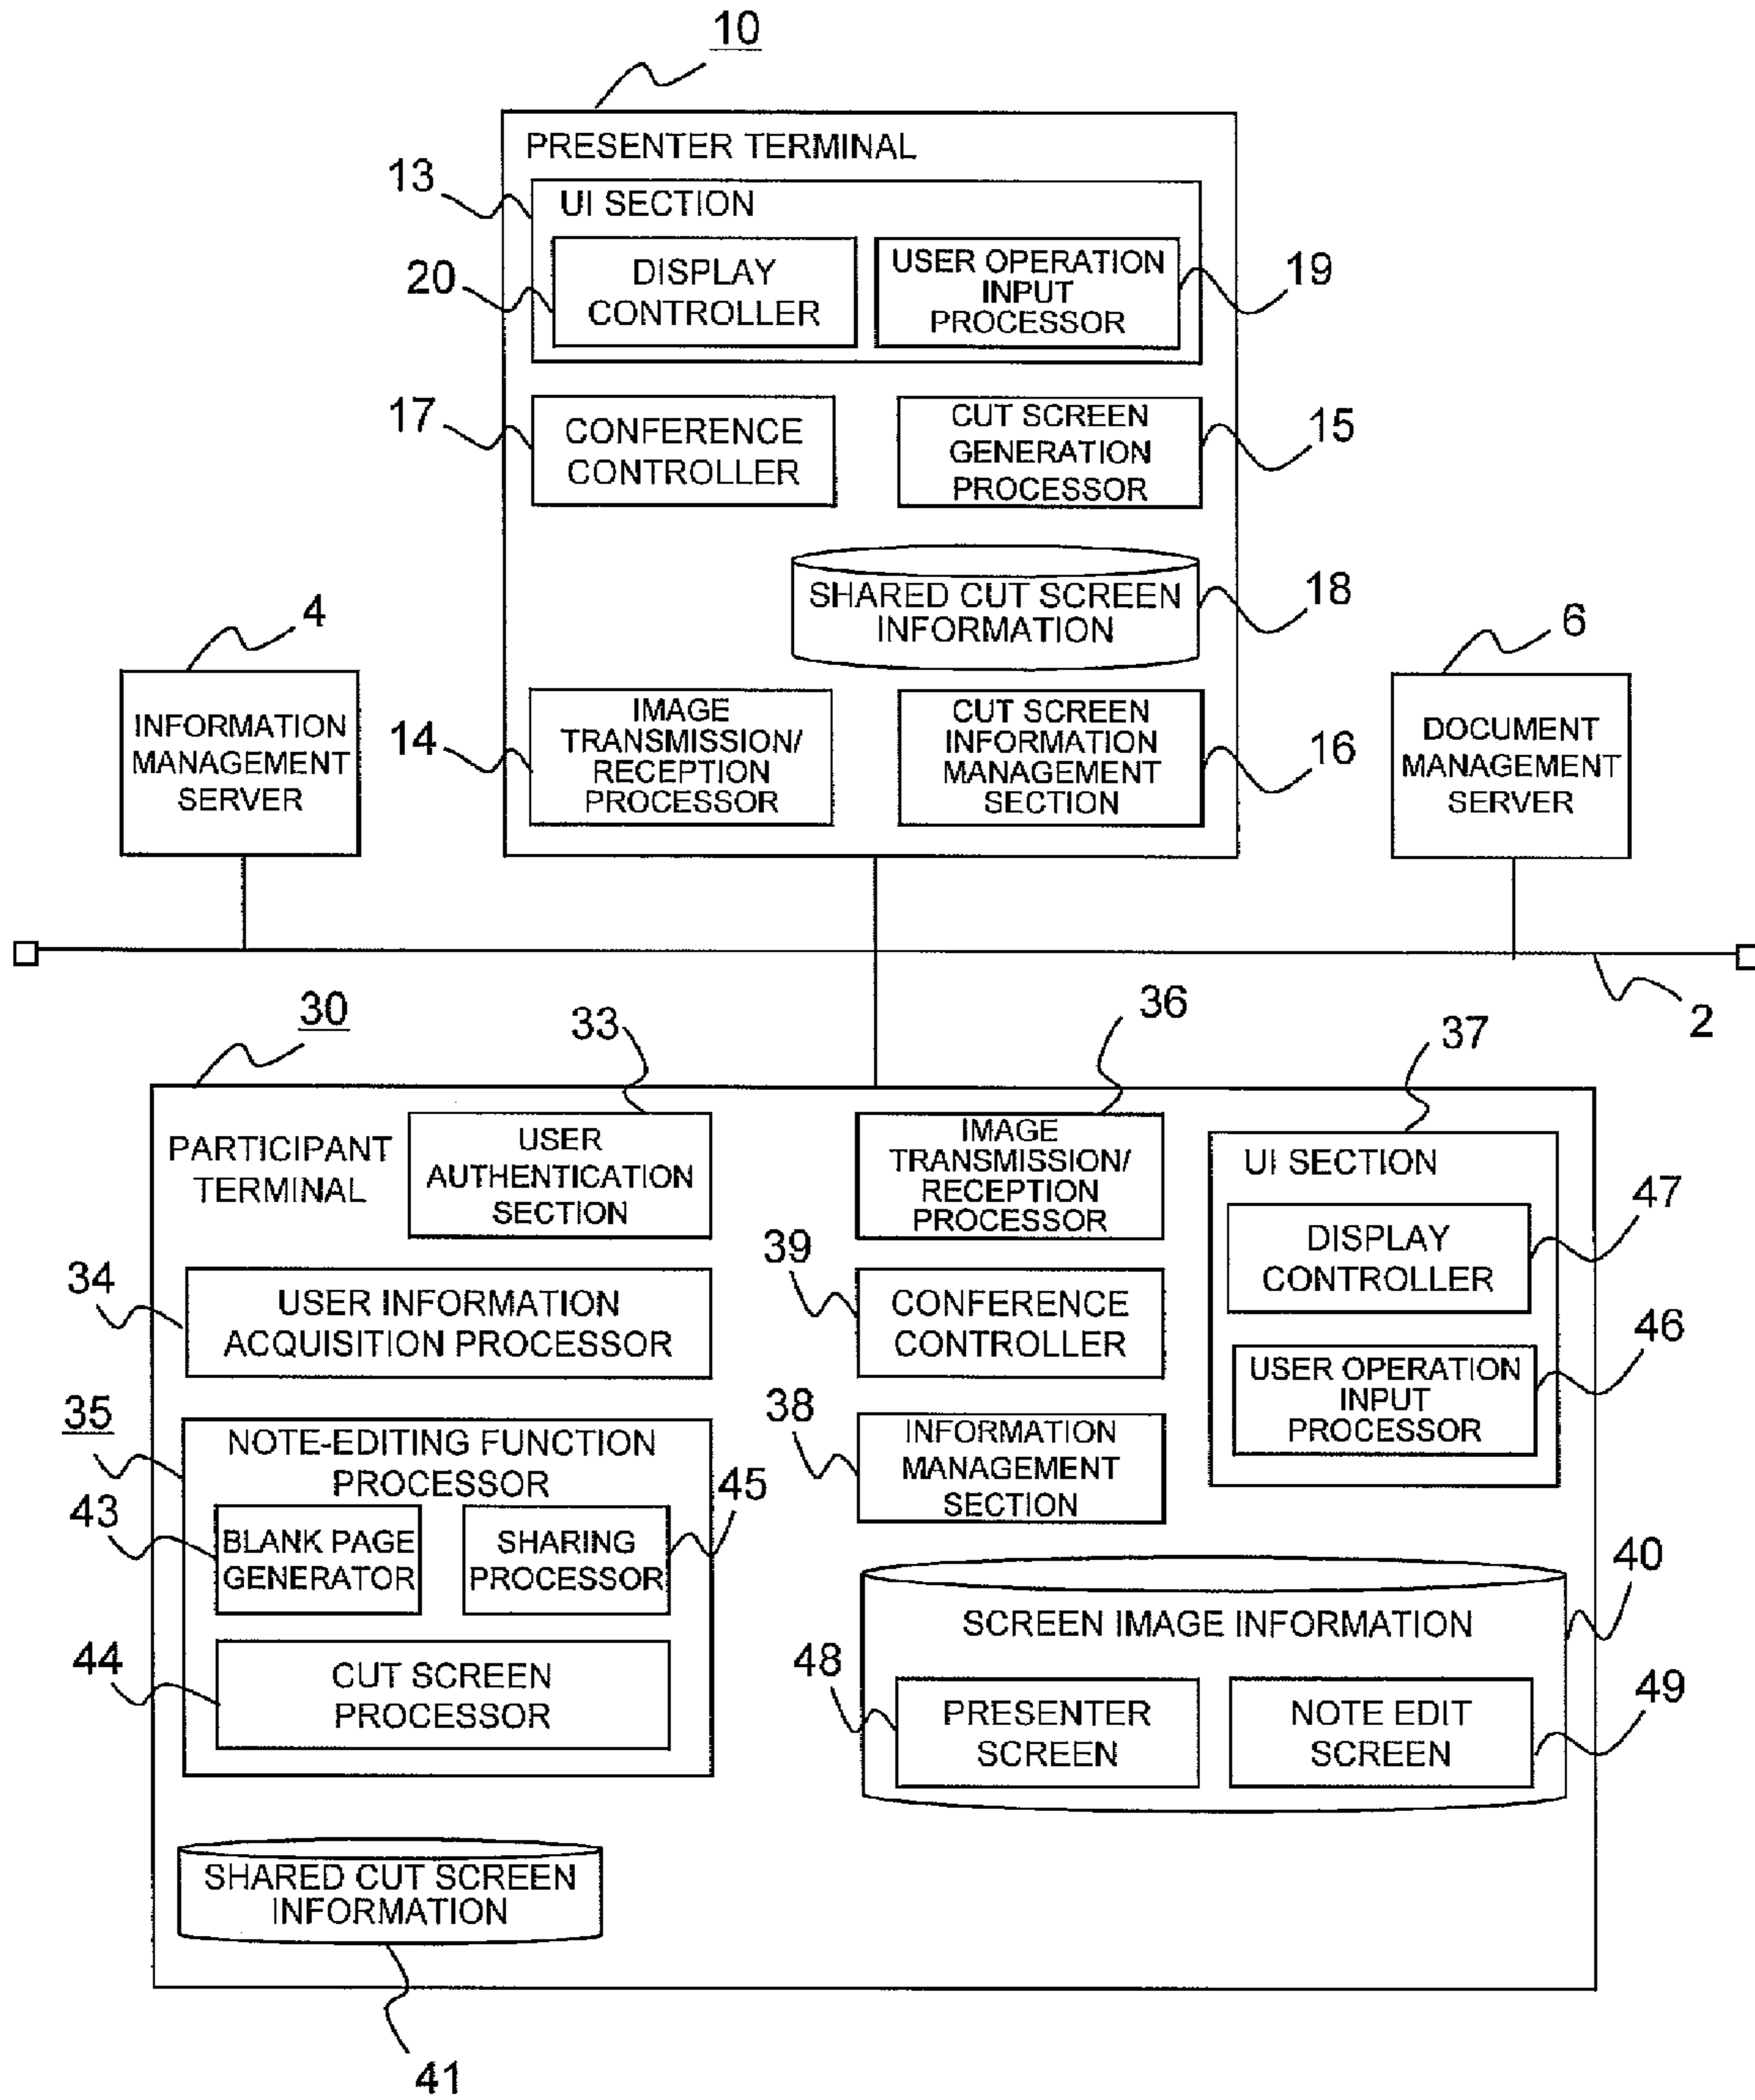 10
PRESENTER TERMINAL
13
UI SECTION
20
DISPLAY
CONTROLLER
USER OPERATION
INPUT
PROCESSOR
19
17
CONFERENCE
CONTROLLER
CUT SCREEN
GENERATION
PROCESSOR
15
SHARED CUT SCREEN
INFORMATION
18
4
INFORMATION
MANAGEMENT
SERVER
14
IMAGE
TRANSMISSION/
RECEPTION
PROCESSOR
CUT SCREEN
INFORMATION
MANAGEMENT
SECTION
16
6
DOCUMENT
MANAGEMENT
SERVER
2
30
PARTICIPANT
TERMINAL
33
USER
AUTHENTICATION
SECTION
36
IMAGE
TRANSMISSION/
RECEPTION
PROCESSOR
37
UI SECTION
47
DISPLAY
CONTROLLER
46
USER OPERATION
INPUT
PROCESSOR
34
USER INFORMATION
ACQUISITION PROCESSOR
39
CONFERENCE
CONTROLLER
35
NOTE-EDITING FUNCTION
PROCESSOR
43
BLANK PAGE
GENERATOR
45
SHARING
PROCESSOR
44
CUT SCREEN
PROCESSOR
38
INFORMATION
MANAGEMENT
SECTION
40
SCREEN IMAGE INFORMATION
48
PRESENTER
SCREEN
NOTE EDIT
SCREEN
49
SHARED CUT SCREEN
INFORMATION
41